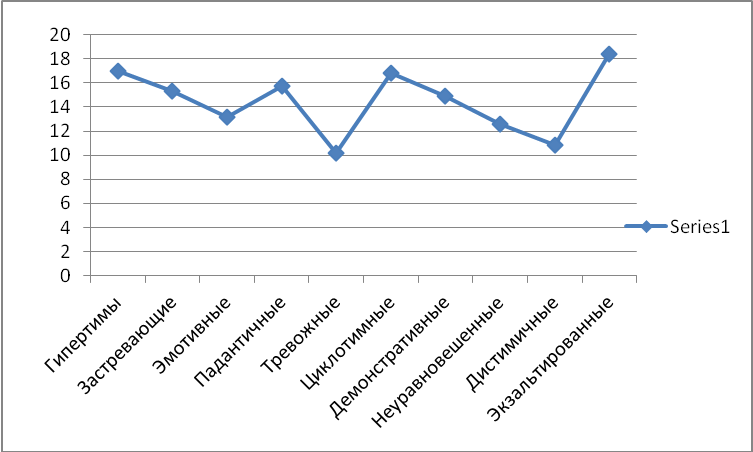 20
18
16
14
12
10
8
6
4
2
0
Series1
Гипертимы
Застревающие
Эмотивные
Падантичные
Тревожные
Циклотимные
Демонстративные
Неуравновешенные
Дистимичные
Экзальтированные